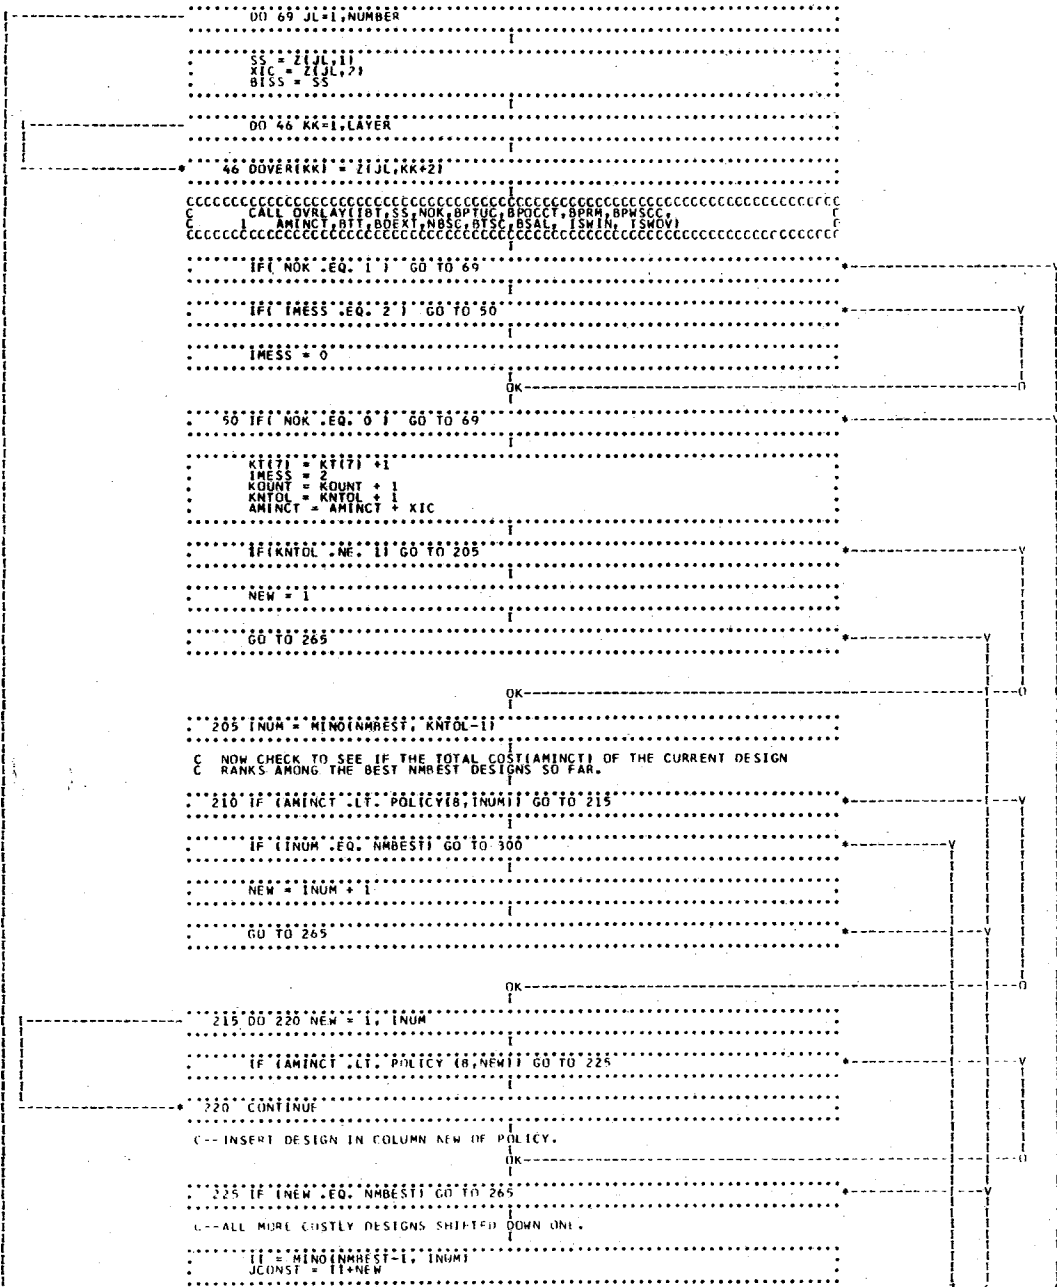 DO 69 JL=1,NUMBER
SS = Z(JL,1)
XIC = Z(JL,2)
BISS = SS
DO 46 KK=1,LAYER
46 DOVER(KK) = Z(JL,KK+2)
CCCCCCCCCCCCCCCCCCCCCCCCCCCCCCCCCCCCCCCCCCCCCCCCCCCCCCCCCCCCCCCCCCCCCCCCCC
C CALL OVRLAY(IBT,SS,NOK,BPTUC,BPOCCT,BPRM,BPWSCC, C
C 1 AMINCT,BTT,BOEXT,NBSC,BTSC,BSAL, ISWIN, ISWOV) C
CCCCCCCCCCCCCCCCCCCCCCCCCCCCCCCCCCCCCCCCCCCCCCCCCCCCCCCCCCCCCCCCCCCCCCCCCC
IF( NOK .EQ. 1 ) GO TO 69
IF( IMESS .EQ. 2 ) GO TO 50
IMESS = 0
OK
50 IF( NOK .EQ. 0 ) GO TO 69
KT(7) = KT(7) +1
IMESS = 2
KOUNT = KOUNT + 1
KNTOL = KNTOL + 1
AMINCT = AMINCT + XIC
IF(KNTOL .NE. 1) GO TO 205
NEW = 1
GO TO 265
OK
205 INUM = MINO(NMBEST, KNTOL-1)
C NOW CHECK TO SEE IF THE TOTAL COST(AMINCT) OF THE CURRENT DESIGN
C RANKS AMONG THE BEST NMBEST DESIGNS SO FAR.
210 IF (AMINCT .LT. POLICY(8,INUM)) GO TO 215
IF (INUM .EQ. NMBEST) GO TO 300
NEW = INUM + 1
GO TO 265
OK
215 DO 220 NEW = 1, INUM
IF (AMINCT .LT. POLICY (8,NEW)) GO TO 225
220 CONTINUE
C--INSERT DESIGN IN COLUMN NEW OF POLICY.
OK
225 IF (NEW .EQ. NMBEST) GO TO 265
C--ALL MORE COSTLY DESIGNS SHIFTED DOWN ONE.
II = MINO(NMBEST-1, INUM)
JCONST = II+NEW